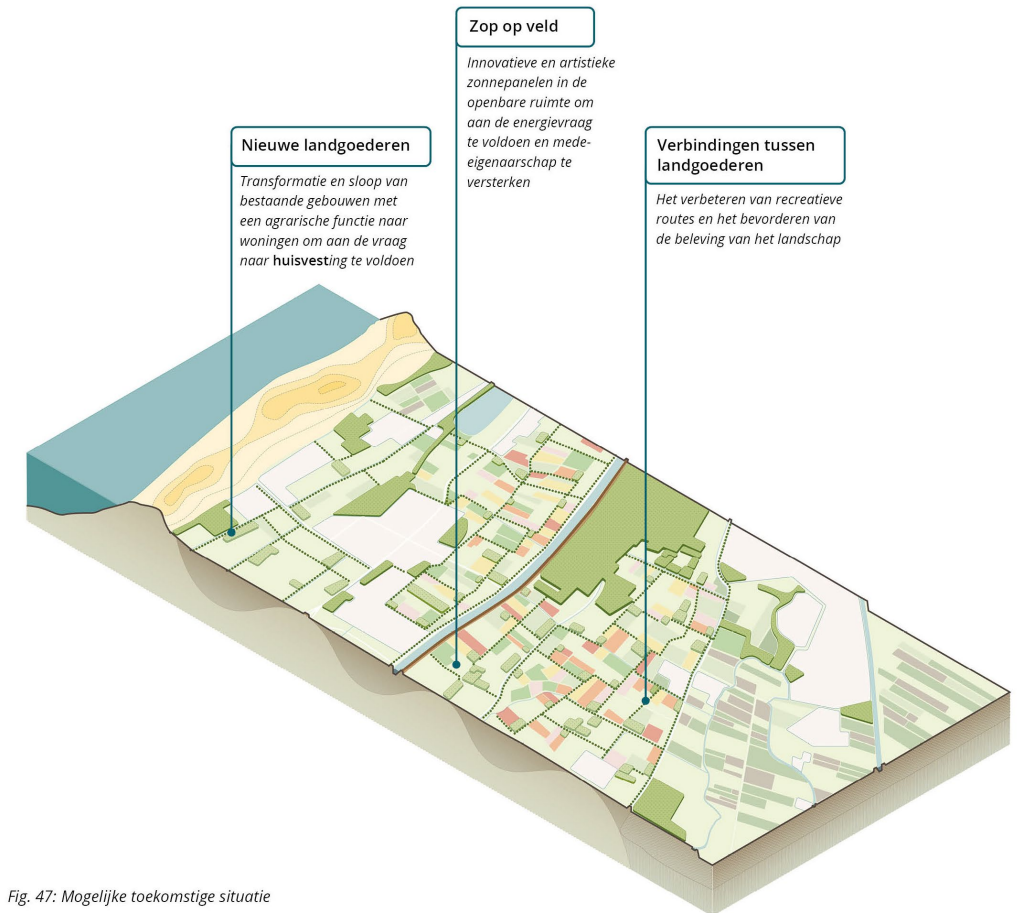 Zop op veld
Innovatieve en artistieke
zonnepanelen in de
openbare ruimte om
aan de energievraag
te voldoen en mede-
eigenaarschap te
versterken
Nieuwe landgoederen
Transformatie en sloop van
bestaande gebouwen met
een agrarische functie naar
woningen om aan de vraag
naar huisvesting te voldoen
Verbindingen tussen
landgoederen
Het verbeteren van recreatieve
routes en het bevorderen van
de beleving van het landschap
Fig. 47: Mogelijke toekomstige situatie